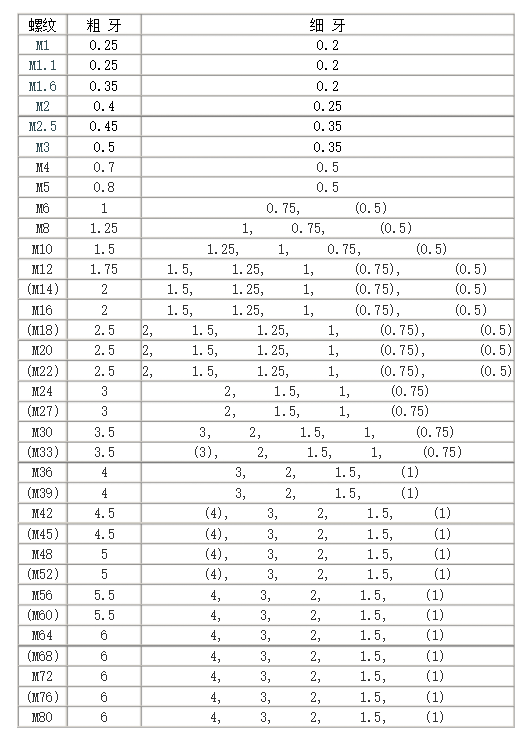 螺纹 粗 牙 细 牙
M1 0.25 0.2
M1.1 0.25 0.2
M1.6 0.35 0.2
M2 0.4 0.25
M2.5 0.45 0.35
M3 0.5 0.35
M4 0.7 0.5
M5 0.8 0.5
M6 1 0.75, (0.5)
M8 1.25 1, 0.75, (0.5)
M10 1.5 1.25, 1, 0.75, (0.5)
M12 1.75 1.5, 1.25, 1, (0.75), (0.5)
(M14) 2 1.5, 1.25, 1, (0.75), (0.5)
M16 2 1.5, 1.25, 1, (0.75), (0.5)
(M18) 2.5 2, 1.5, 1.25, 1, (0.75), (0.5)
M20 2.5 2, 1.5, 1.25, 1, (0.75), (0.5)
(M22) 2.5 2, 1.5, 1.25, 1, (0.75), (0.5)
M24 3 2, 1.5, 1, (0.75)
(M27) 3 2, 1.5, 1, (0.75)
M30 3.5 3, 2, 1.5, 1, (0.75)
(M33) 3.5 (3), 2, 1.5, 1, (0.75)
M36 4 3, 2, 1.5, (1)
(M39) 4 3, 2, 1.5, (1)
M42 4.5 (4), 3, 2, 1.5, (1)
(M45) 4.5 (4), 3, 2, 1.5, (1)
M48 5 (4), 3, 2, 1.5, (1)
(M52) 5 (4), 3, 2, 1.5, (1)
M56 5.5 4, 3, 2, 1.5, (1)
(M60) 5.5 4, 3, 2, 1.5, (1)
M64 6 4, 3, 2, 1.5, (1)
(M68) 6 4, 3, 2, 1.5, (1)
M72 6 4, 3, 2, 1.5, (1)
(M76) 6 4, 3, 2, 1.5, (1)
M80 6 4, 3, 2, 1.5, (1)